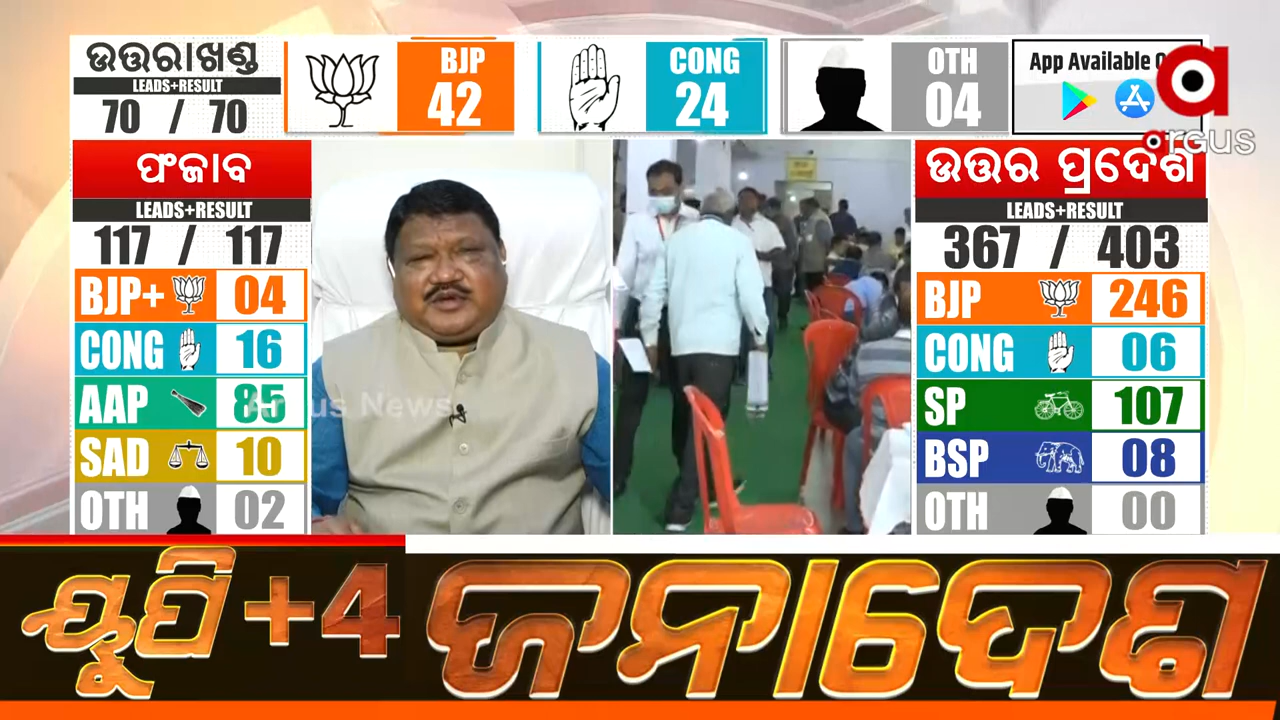 ଉତ୍ତରାଖଣ୍ଡ
LEADS+RESULT
70 / 70
BJP
42
CONG
24
OTH
04
App Available O
argus
ଫଂଜାବ
LEADS+RESULT
117 / 117
BJP+ 04
CONG 16
AAP 85
SAD 10
OTH 02
Argus News
ଉତ୍ତର ପ୍ରଦେଶ
LEADS+RESULT
367 / 403
BJP 246
CONG 06
SP 107
BSP 08
OTH 00
ୟୁପି +4 ଜନାଦେଶ